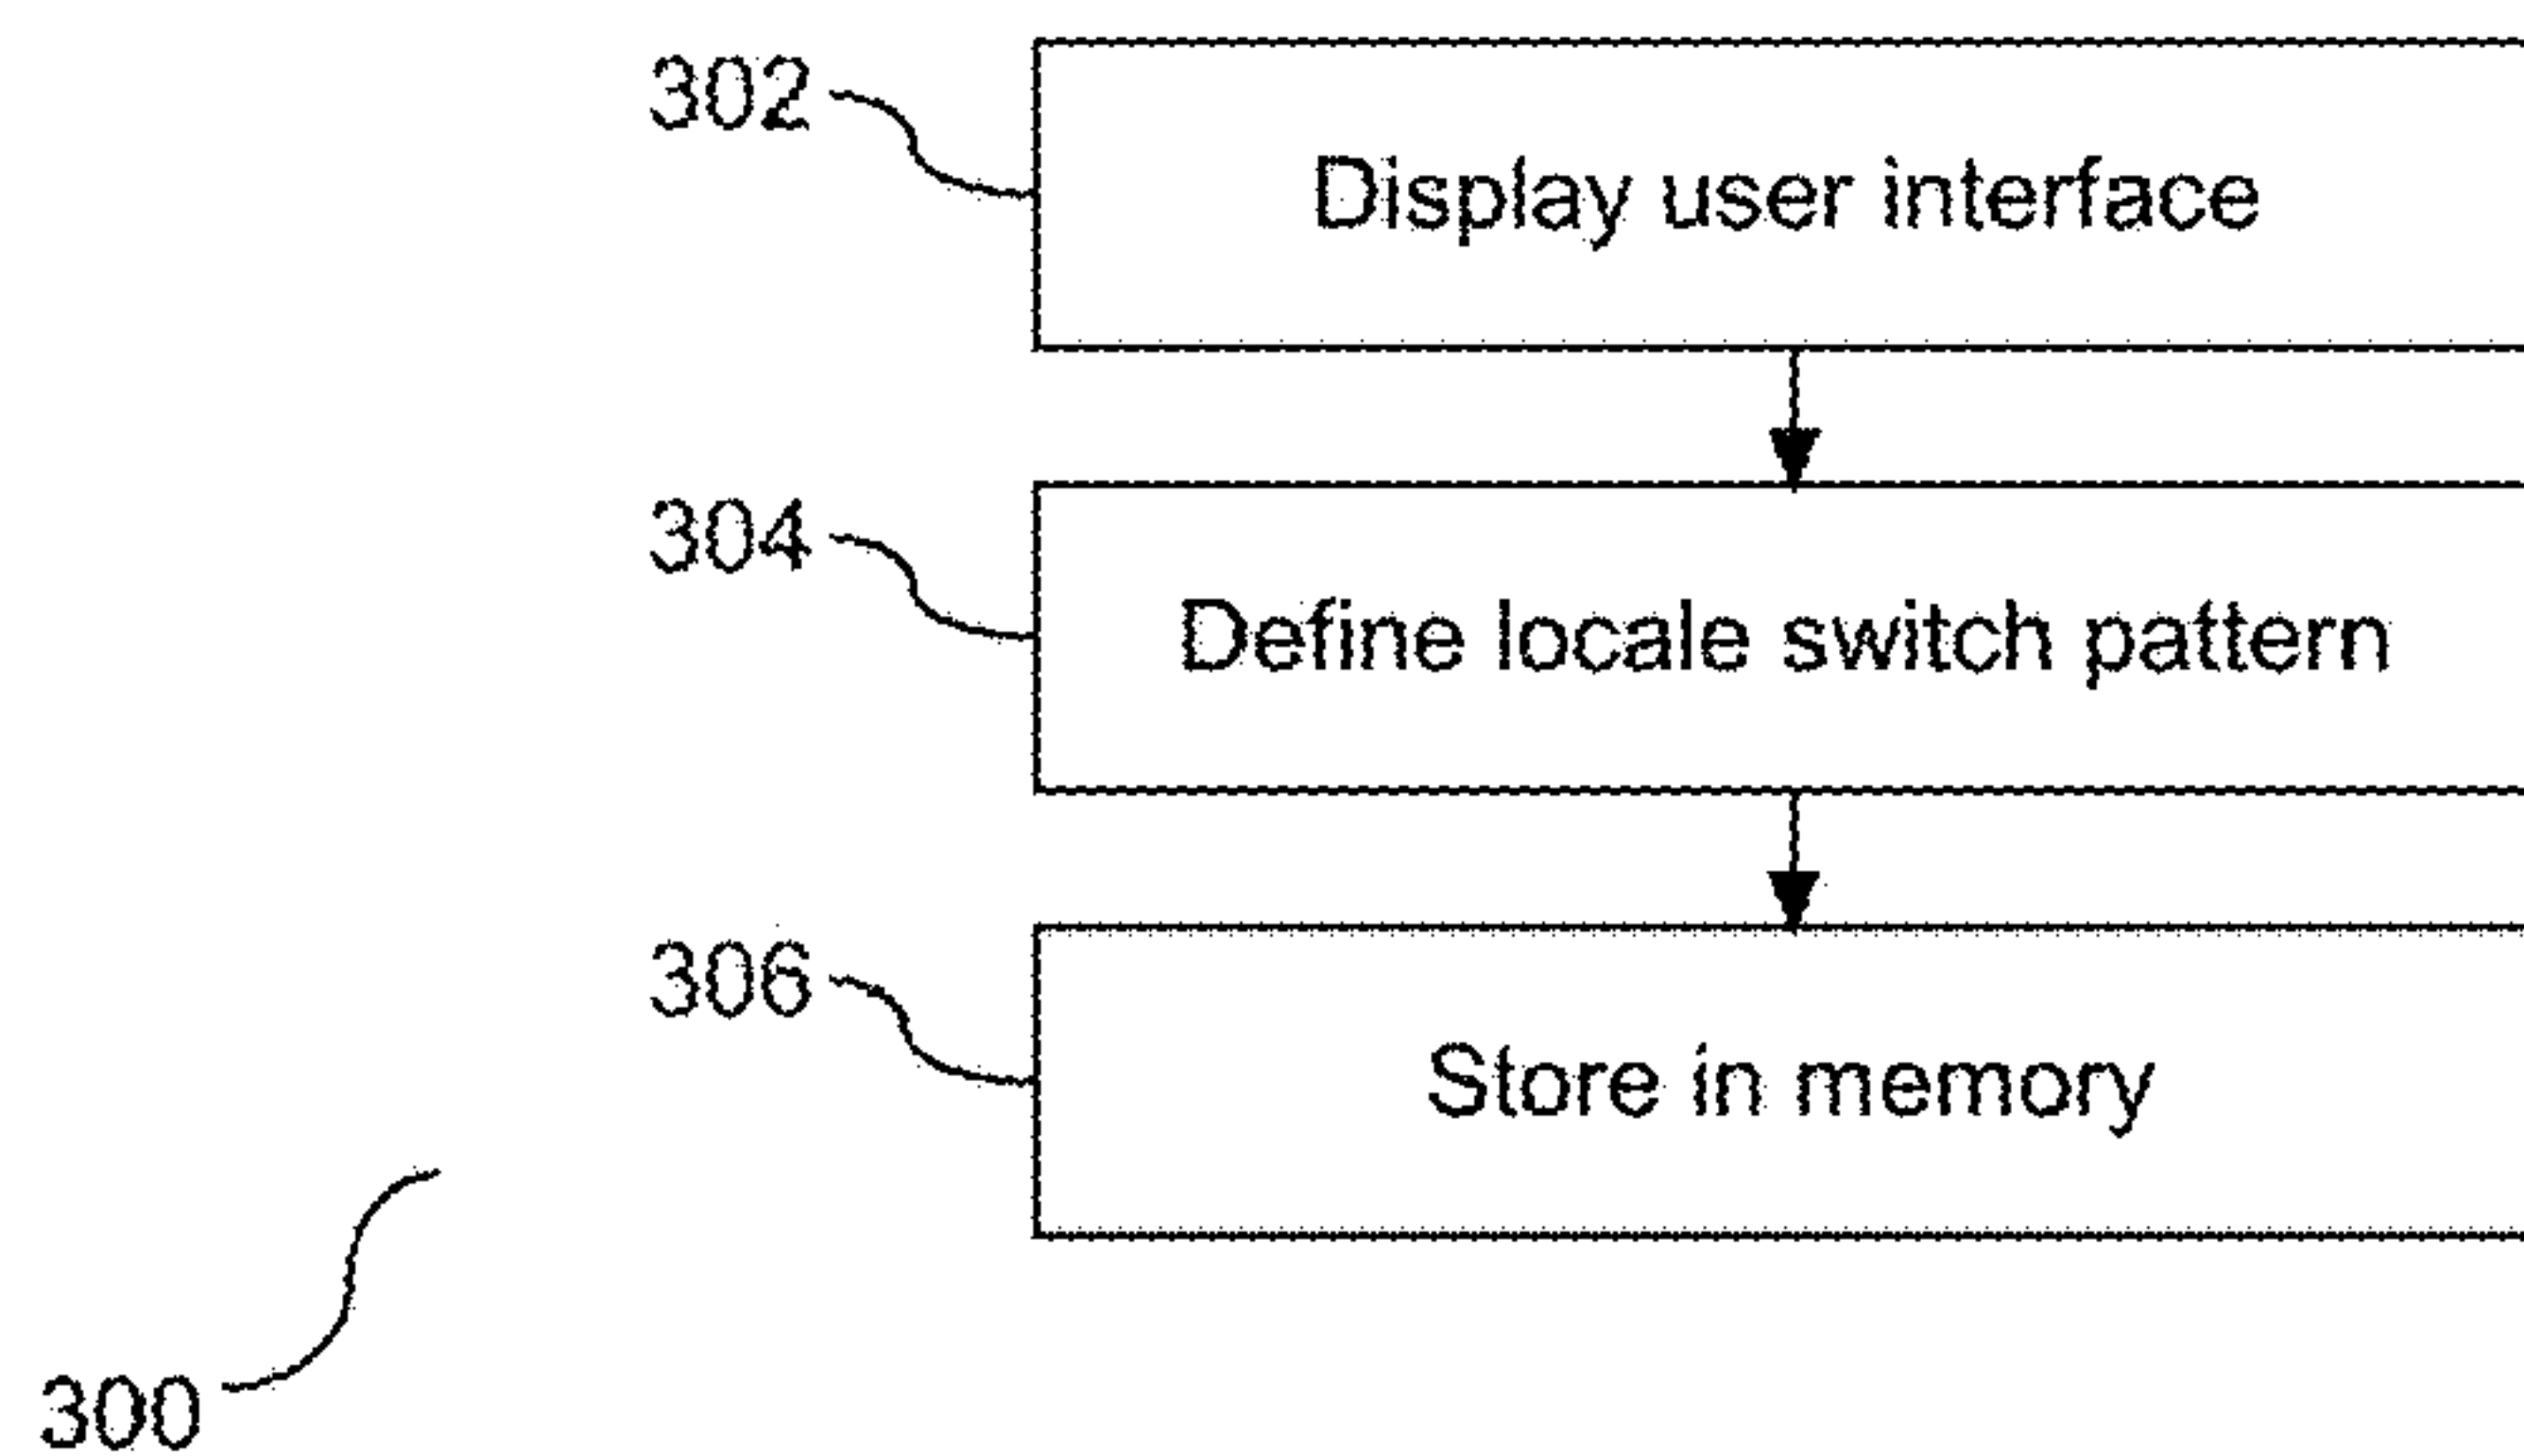 302
Display user interface
304
Define locale switch pattern
306
Store in memory
300